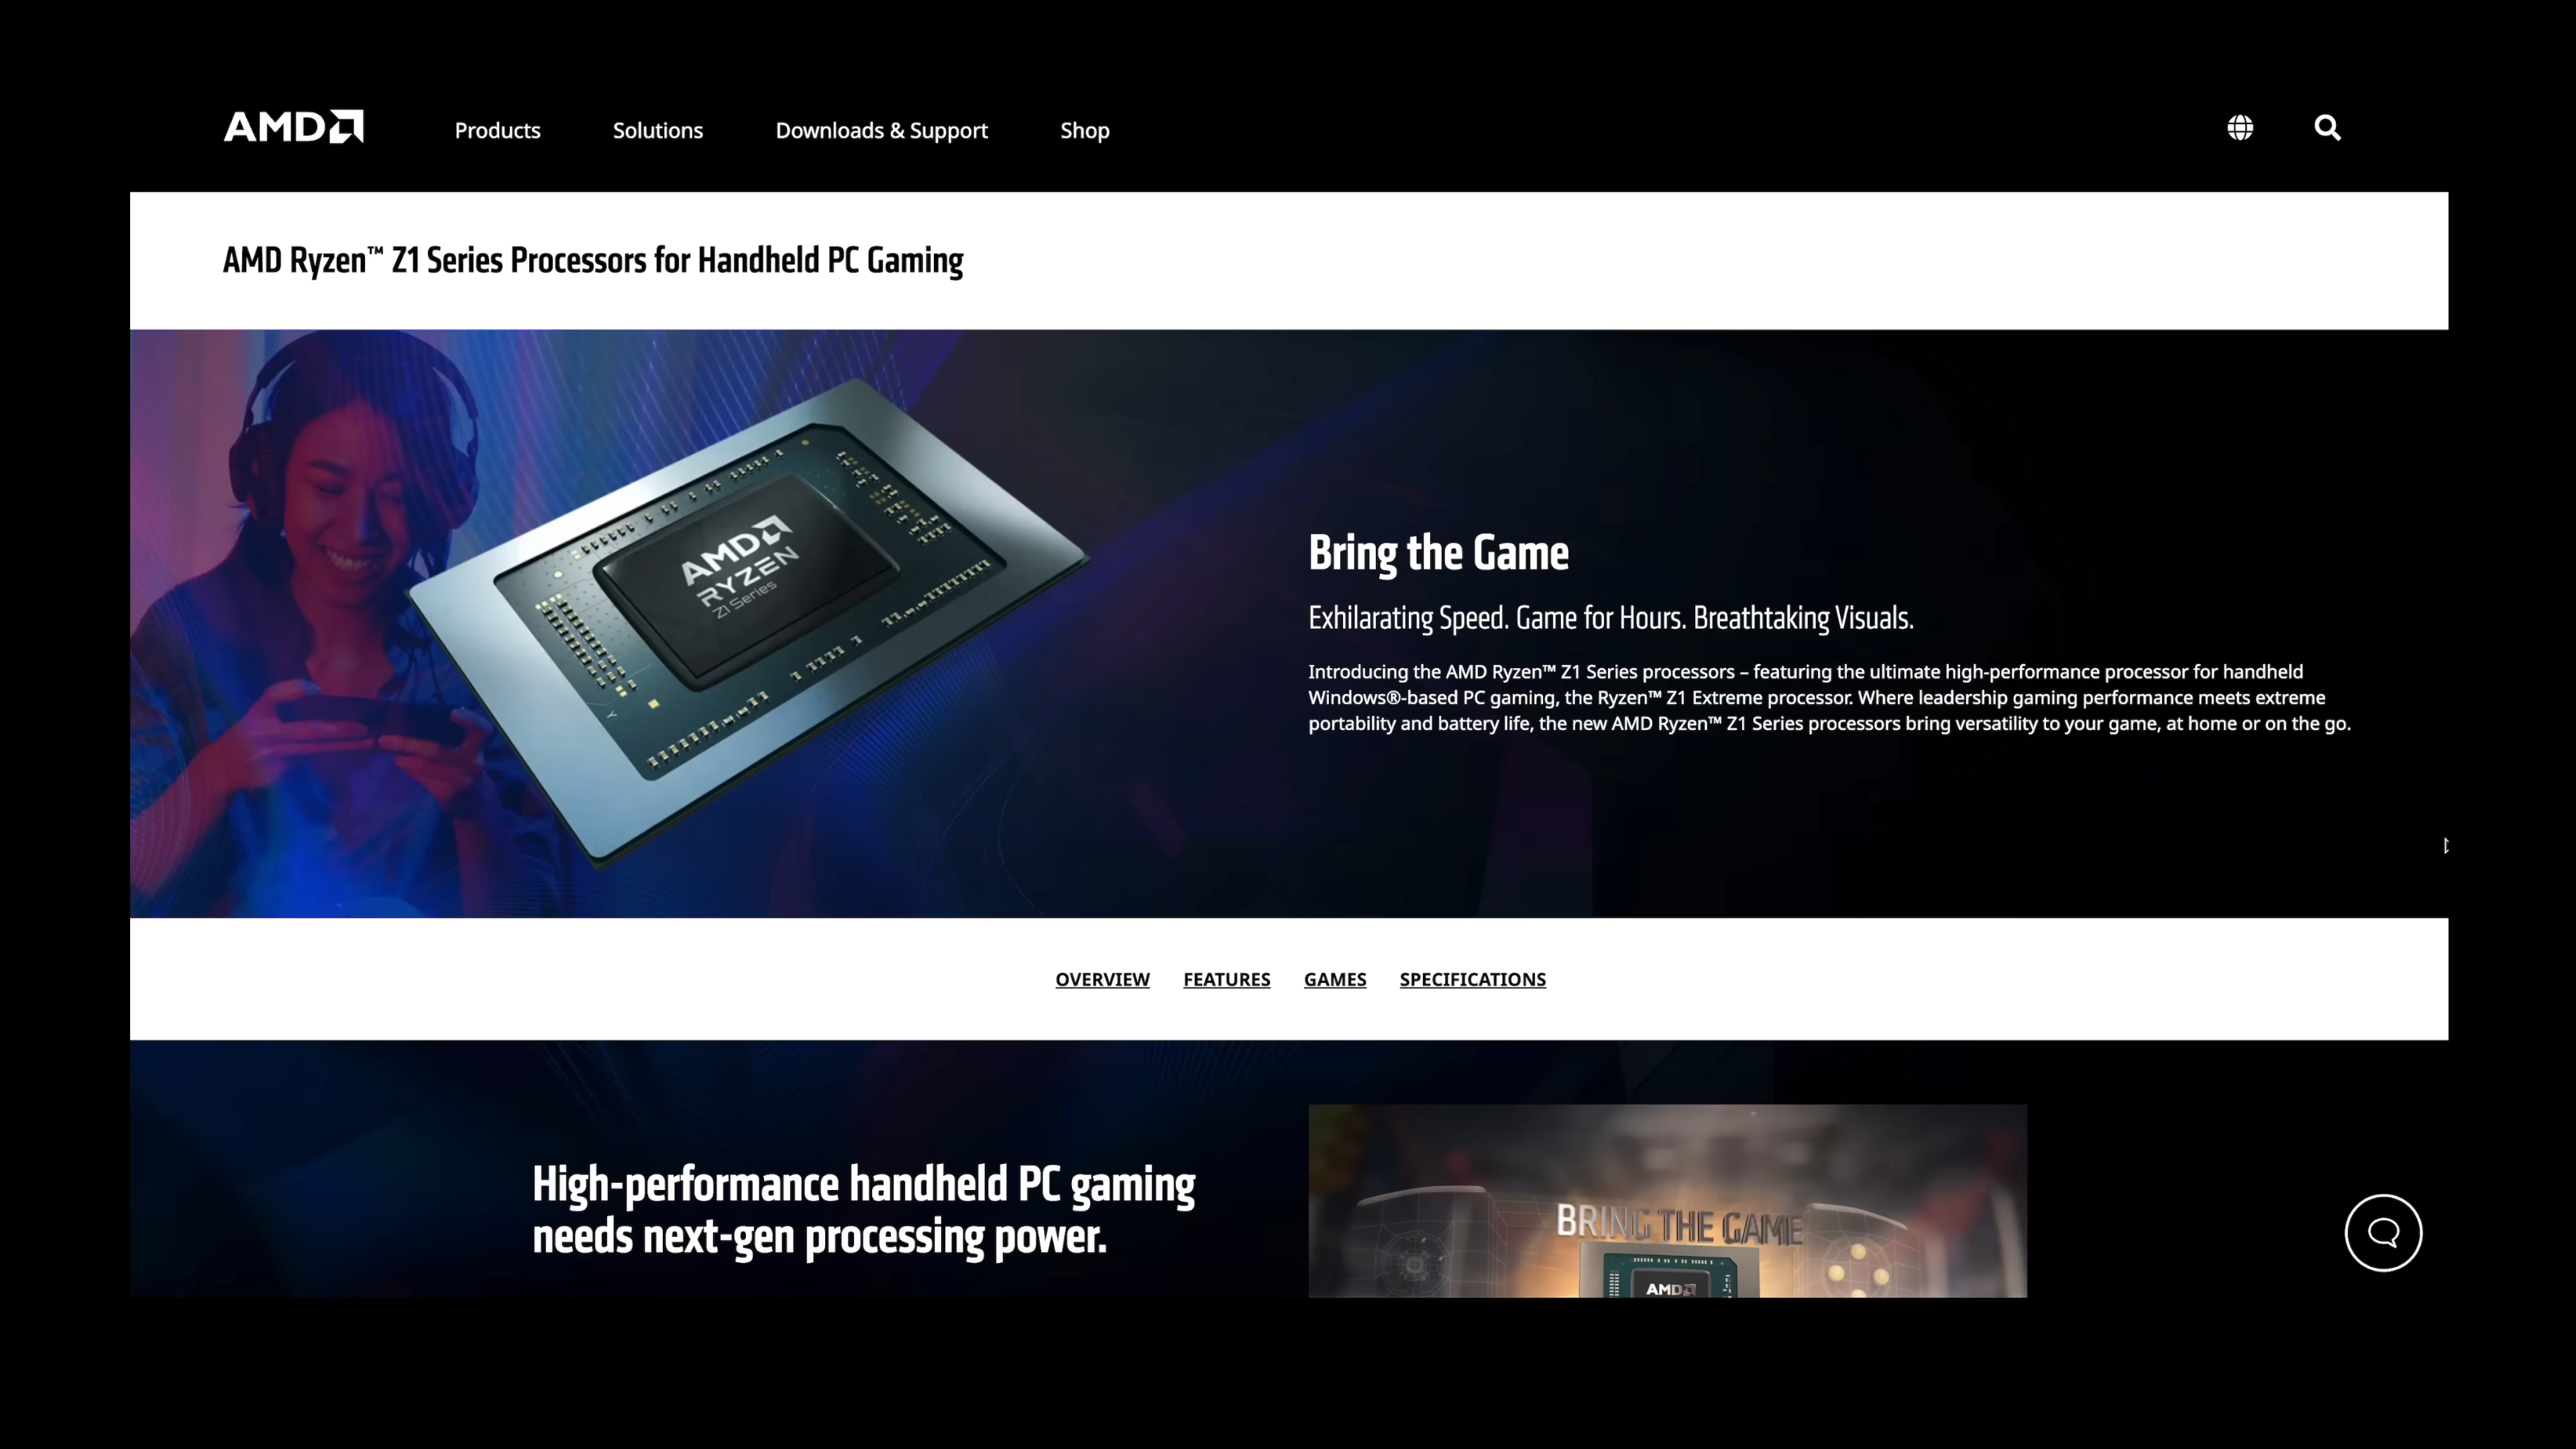 AMD
Products
Solutions
Downloads & Support
Shop
AMD Ryzen™ Z1 Series Processors for Handheld PC Gaming
AMD
RYZEN
Z1 Series
Bring the Game
Exhilarating Speed. Game for Hours. Breathtaking Visuals.
Introducing the AMD Ryzen™ Z1 Series processors – featuring the ultimate high-performance processor for handheld
Windows®-based PC gaming, the Ryzen™ Z1 Extreme processor. Where leadership gaming performance meets extreme
portability and battery life, the new AMD Ryzen™ Z1 Series processors bring versatility to your game, at home or on the go.
OVERVIEW
FEATURES
GAMES
SPECIFICATIONS
High-performance handheld PC gaming
needs next-gen processing power.
BRING THE GAME
AMD